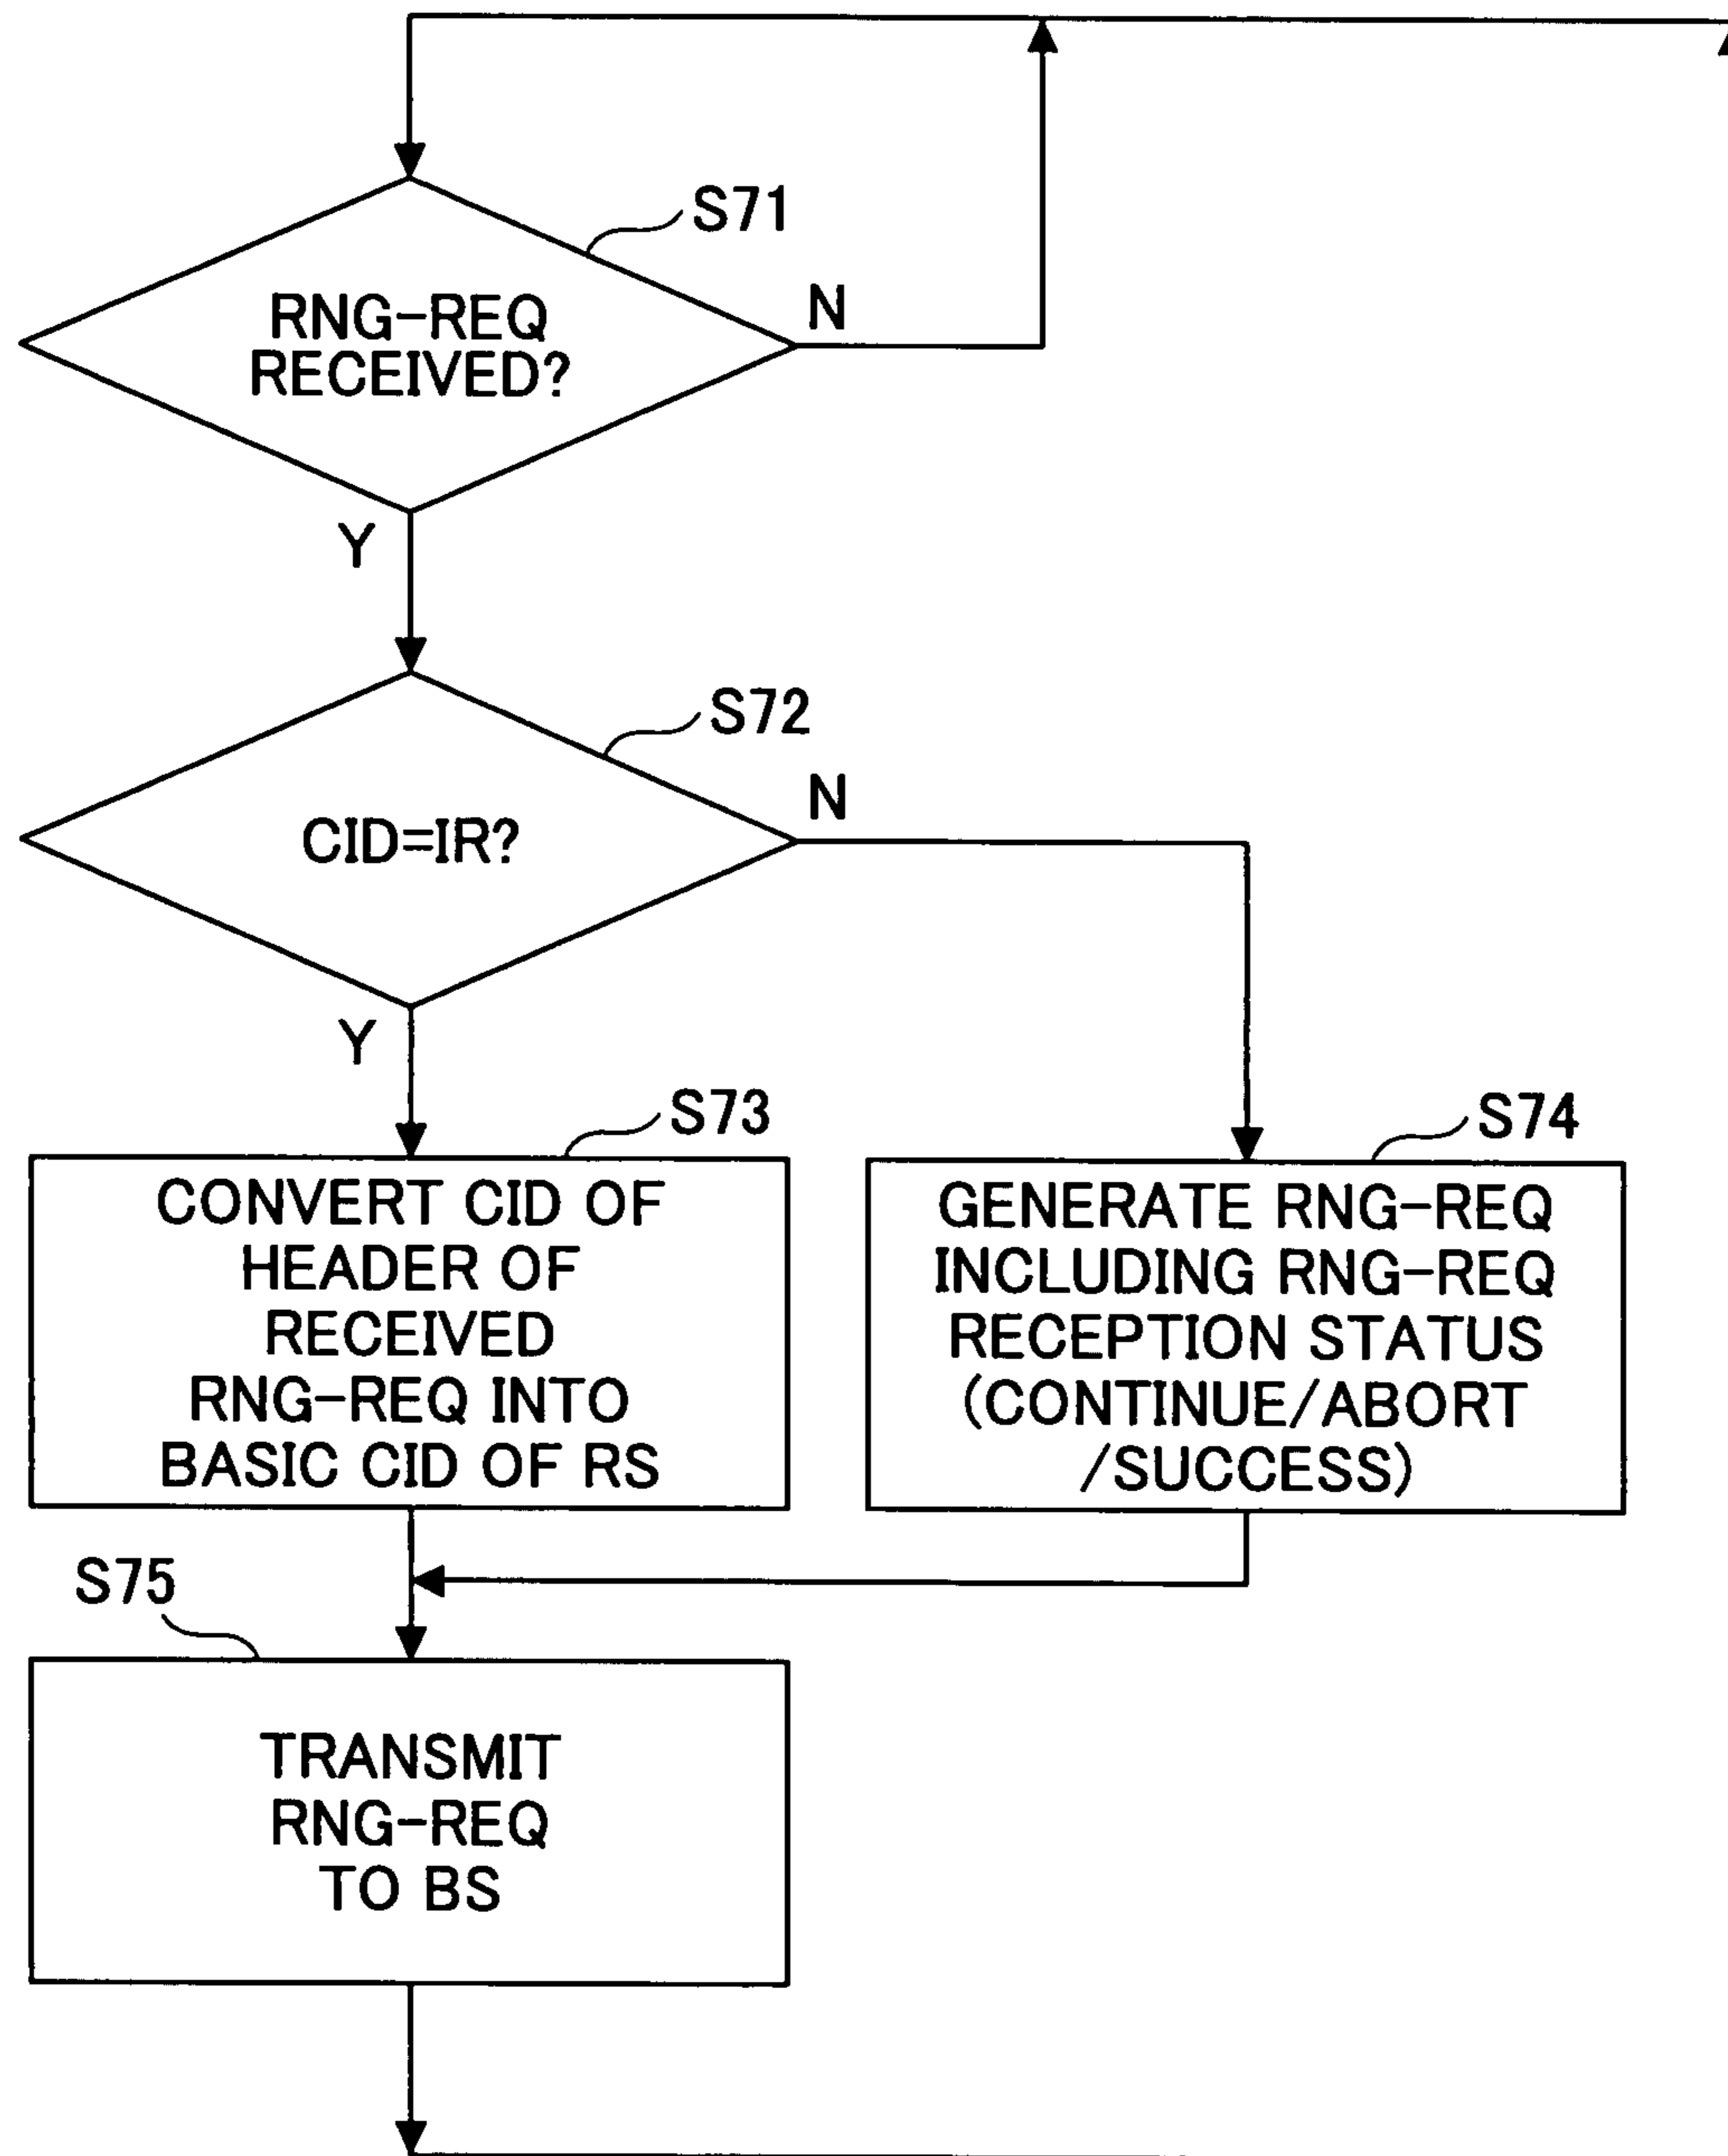 S71
RNG-REQ
RECEIVED?
N
Y
S72
CID=IR?
N
Y
S73
CONVERT CID OF
HEADER OF
RECEIVED
RNG-REQ INTO
BASIC CID OF RS
S74
GENERATE RNG-REQ
INCLUDING RNG-REQ
RECEPTION STATUS
(CONTINUE/ABORT
/SUCCESS)
S75
TRANSMIT
RNG-REQ
TO BS